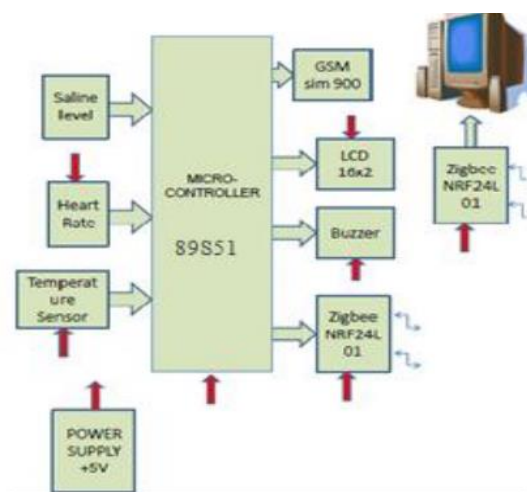 Saline
level
Heart
Rate
Temperat
ure
Sensor
POWER
SUPPLY
+5V
MICRO-
CONTROLLER
89S51
GSM
sim 900
LCD
16x2
Buzzer
Zigbee
NRF24L
01
Zigbee
NRF24L
01